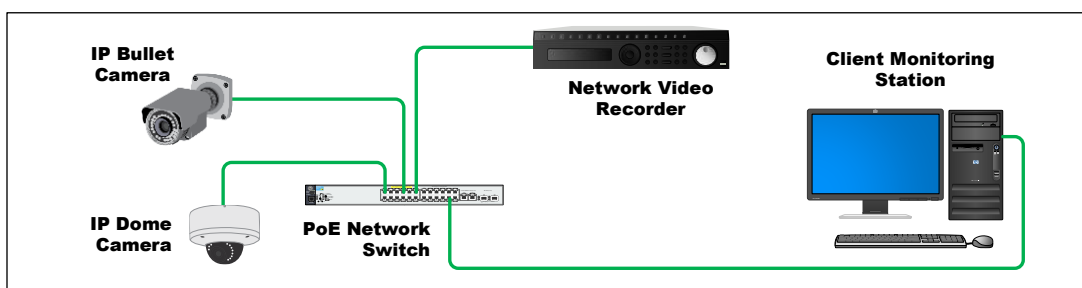 IP Bullet
Camera
Network Video
Recorder
Client Monitoring
Station
IP Dome
Camera
PoE Network
Switch